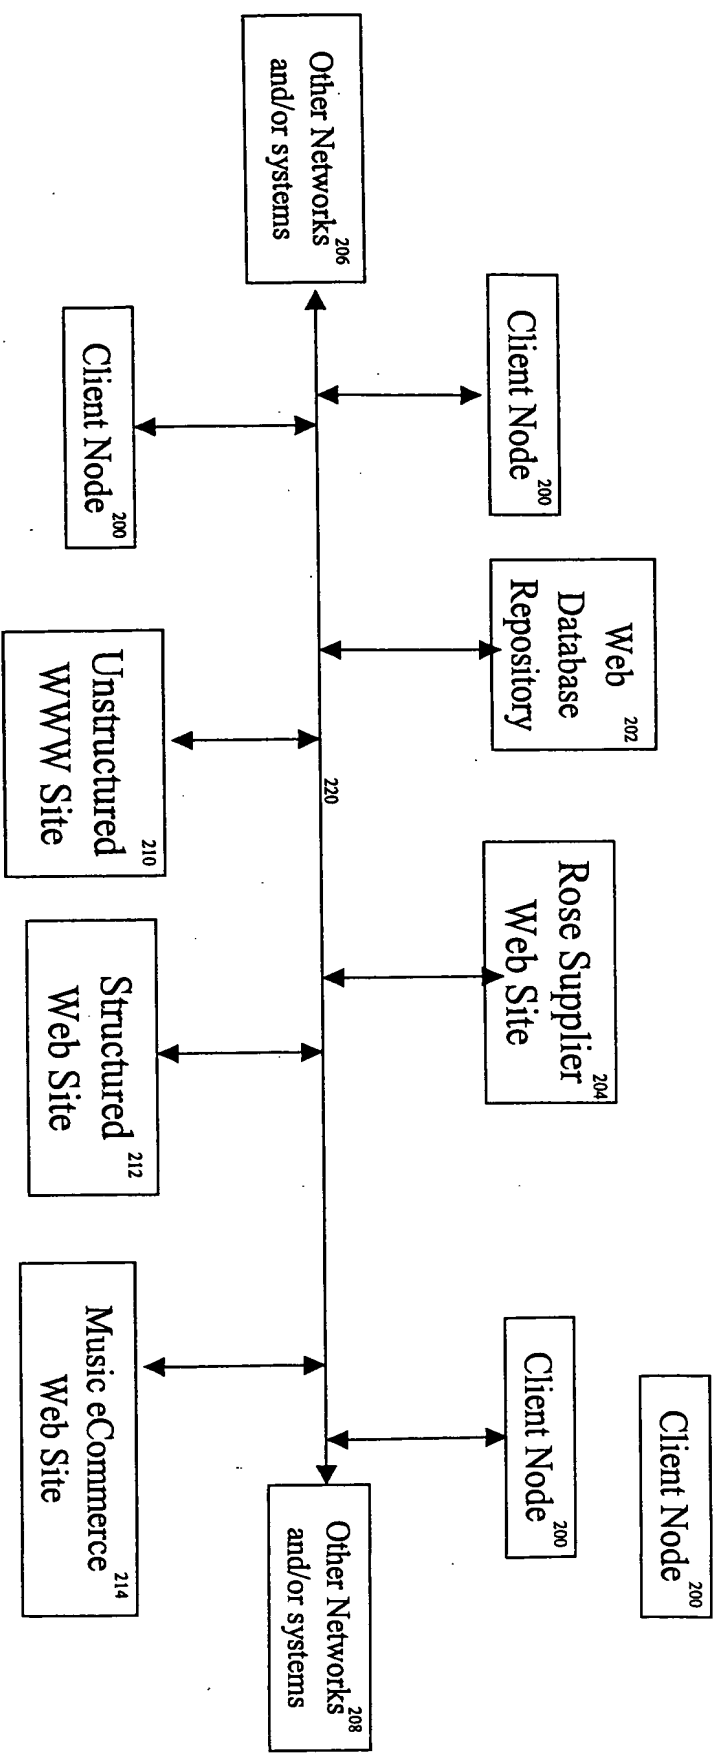 Client Node
200
Client Node
200
Web
Database
Repository
202
Rose Supplier
Web Site
204
Client Node
200
Other Networks
and/or systems
206
220
Other Networks
and/or systems
208
Client Node
200
Unstructured
WWW Site
210
Structured
Web Site
212
Music eCommerce
Web Site
214